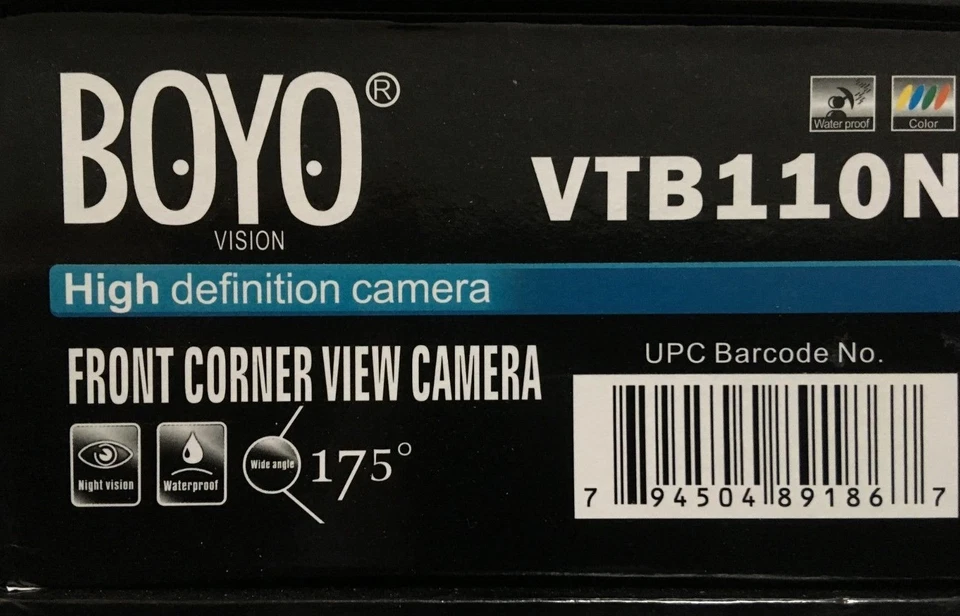 BOYO®
VISION
Water proof
Color
VTB110N
High definition camera
FRONT CORNER VIEW CAMERA
Night vision
Waterproof
Wide angle
175°
UPC Barcode No.
7 94504 89186 7